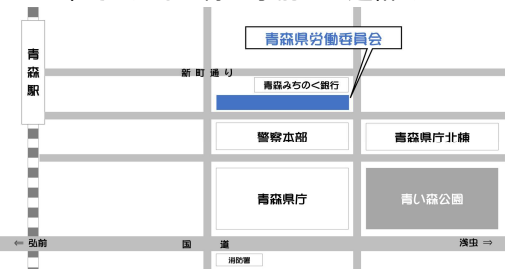 青森県労働委員会
青森駅
新町通り
青森みちのく銀行
警察本部
青森県庁北棟
青森県庁
青い森公園
⇐ 弘前
国道
浅虫 ⇒
消防署